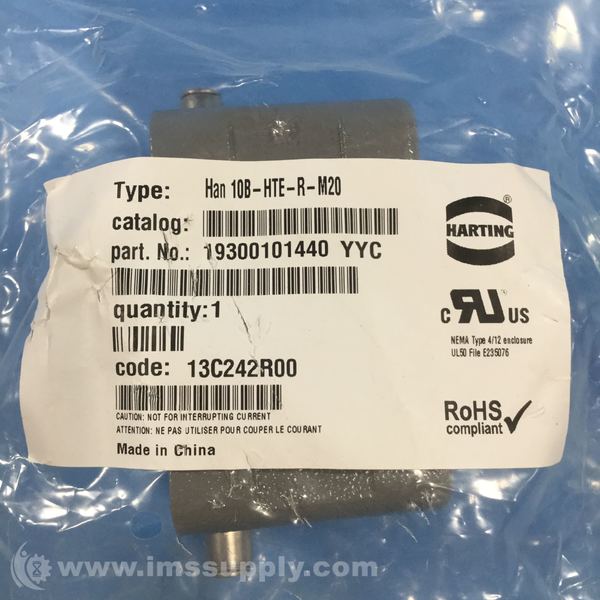 Type: Han 10B-HTE-R-M20
catalog:
part. No.: 19300101440 YYC
quantity:1
code: 13C242R00
CAUTION: NOT FOR INTERRUPTING CURRENT
ATTENTION: NE PAS UTILISER POUR COUPER LE COURANT
Made in China
HARTING
C RU US
NEMA Type 4/12 enclosure
UL50 File E235076
RoHS
compliant
www.imssupply.com